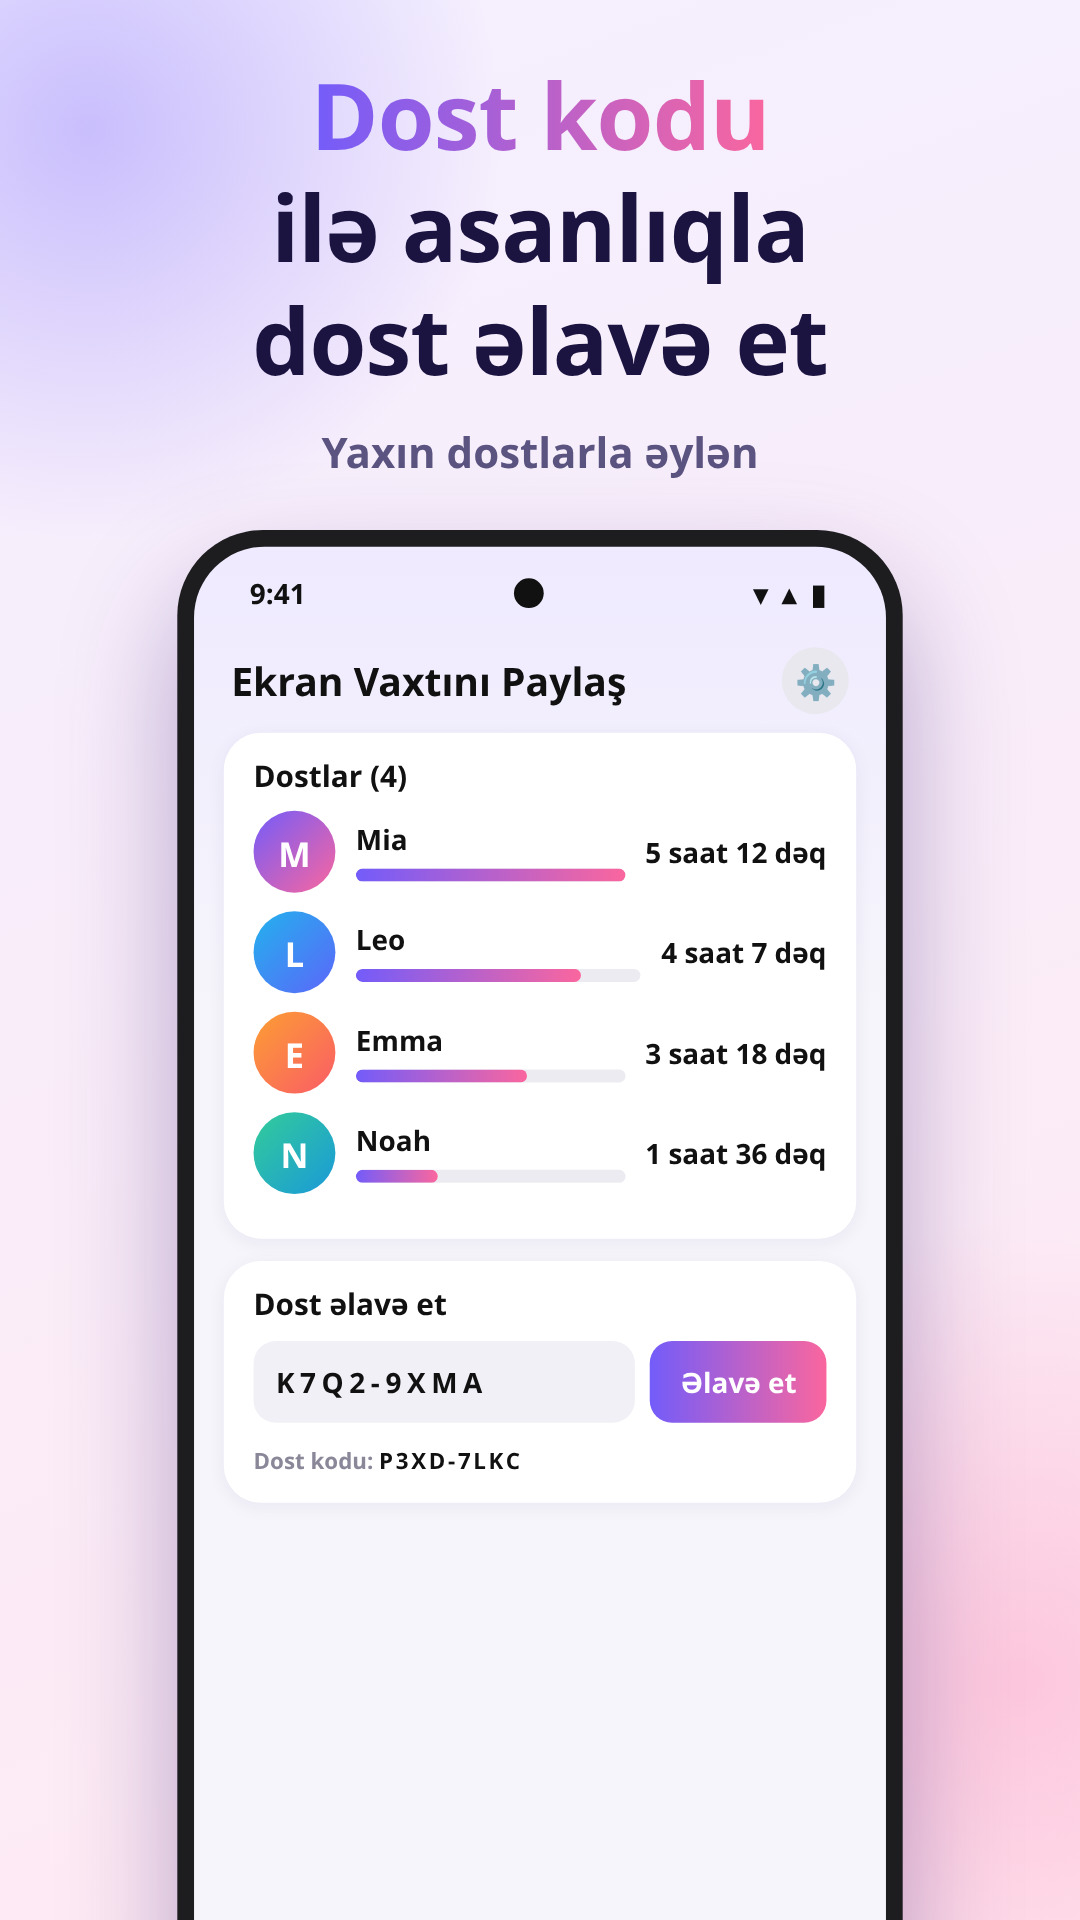 Dost kodu
ilə asanlıqla
dost əlavə et
Yaxın dostlarla əylən
9:41
Ekran Vaxtını Paylaş
Dostlar (4)
M
Mia
5 saat 12 dəq
L
Leo
4 saat 7 dəq
E
Emma
3 saat 18 dəq
N
Noah
1 saat 36 dəq
Dost əlavə et
K7Q2-9XMA
Əlavə et
Dost kodu: P3XD-7LKC